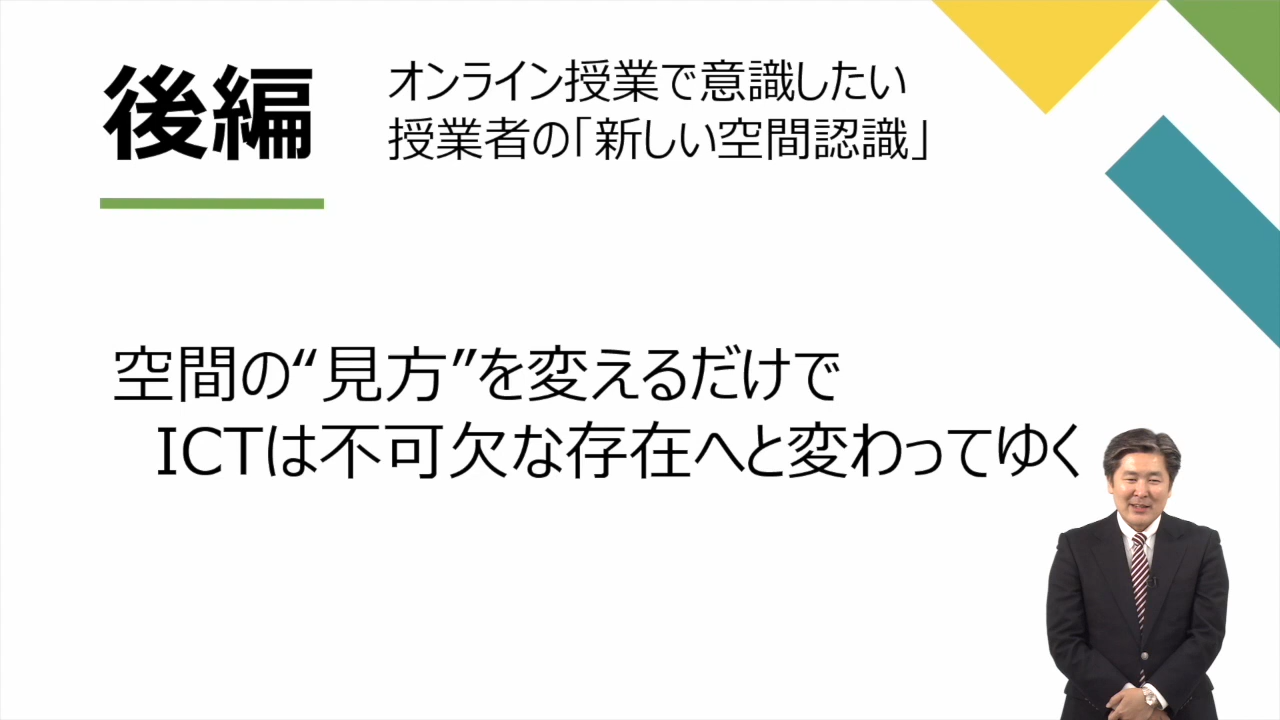 後編
オンライン授業で意識したい
授業者の「新しい空間認識」
空間の“見方”を変えるだけで
ICTは不可欠な存在へと変わってゆく